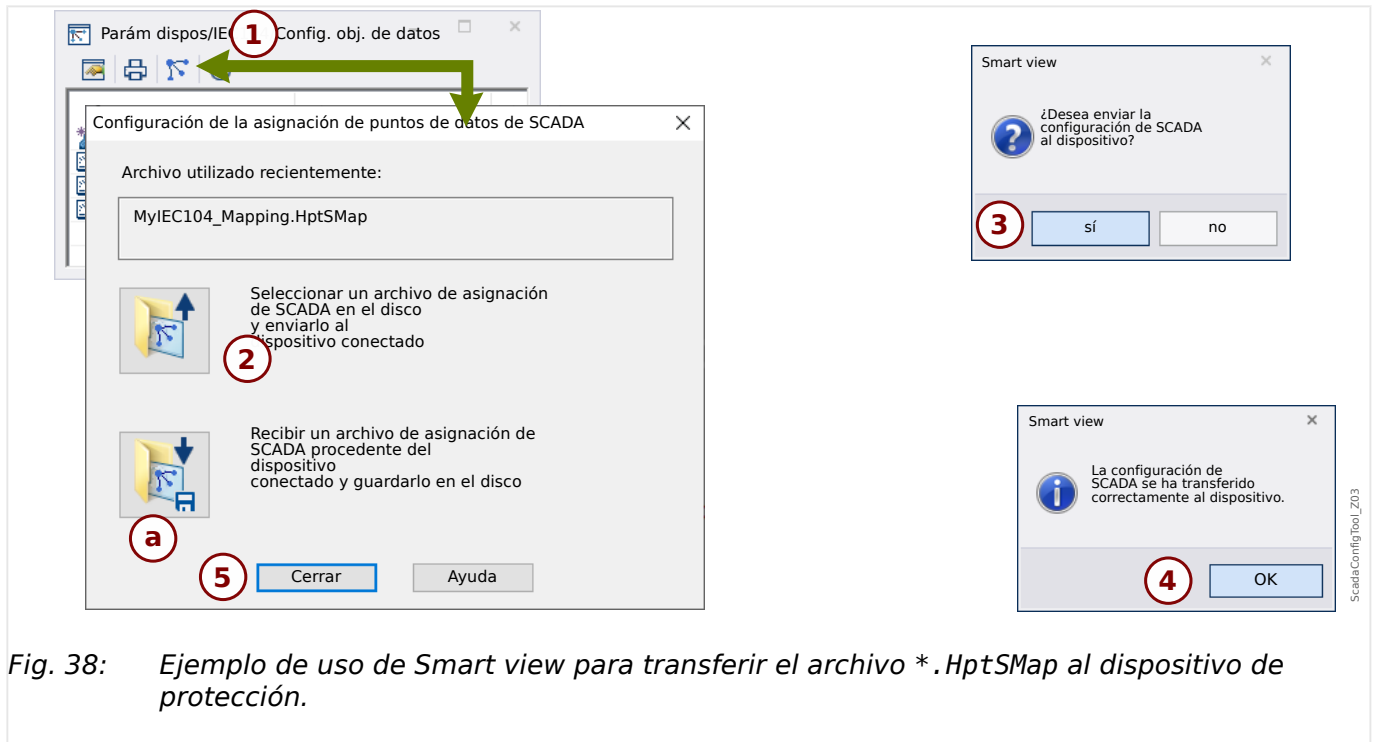 Parám dispos/IE
1
Config. obj. de datos
Configuración de la asignación de puntos de datos de SCADA
Archivo utilizado recientemente:
MyIEC104_Mapping.HptSMap
Seleccionar un archivo de asignación
de SCADA en el disco
y enviarlo al
dispositivo conectado
2
Recibir un archivo de asignación de
SCADA procedente del
dispositivo
conectado y guardarlo en el disco
a
5
Cerrar
Ayuda
Smart view
¿Desea enviar la
configuración de SCADA
al dispositivo?
3
sí
no
Smart view
La configuración de
SCADA se ha transferido
correctamente al dispositivo.
4
OK
ScadaConfigTool_Z03
Fig. 38: Ejemplo de uso de Smart view para transferir el archivo *.HptSMap al dispositivo de
protección.